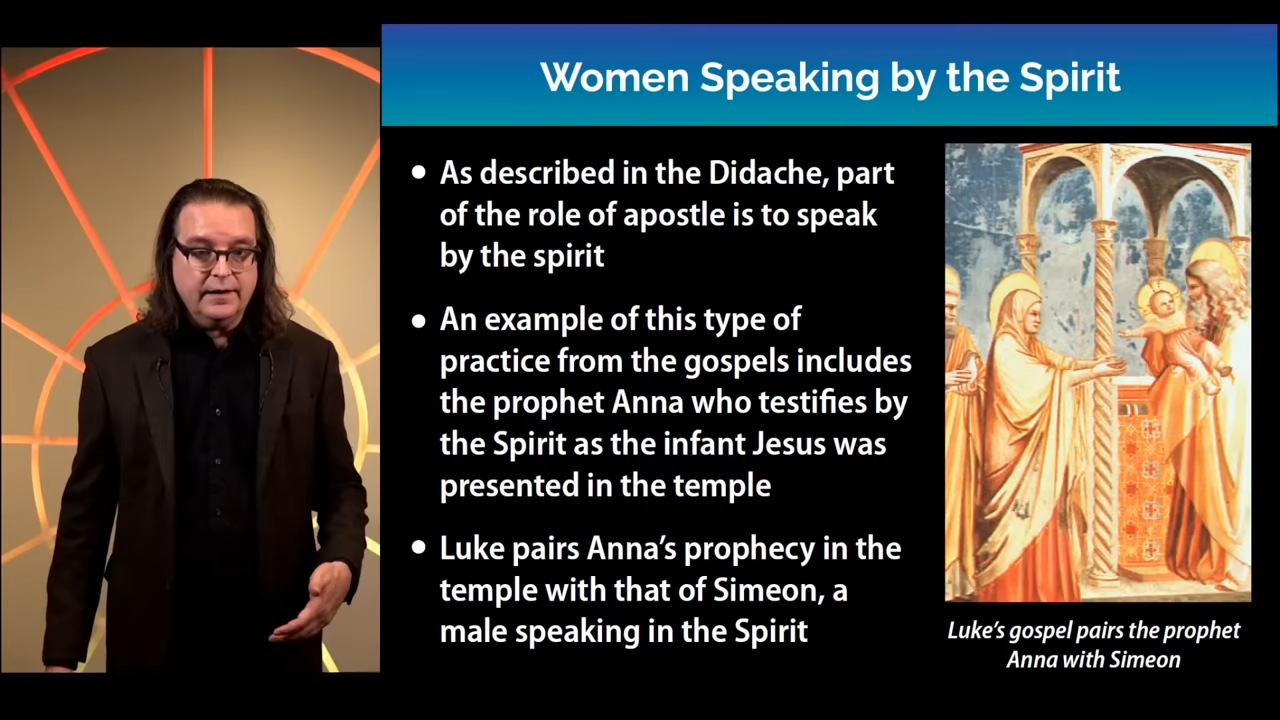 Women Speaking by the Spirit
• As described in the Didache, part
of the role of apostle is to speak
by the spirit
• An example of this type of
practice from the gospels includes
the prophet Anna who testifies by
the Spirit as the infant Jesus was
presented in the temple
• Luke pairs Anna’s prophecy in the
temple with that of Simeon, a
male speaking in the Spirit
Luke’s gospel pairs the prophet
Anna with Simeon